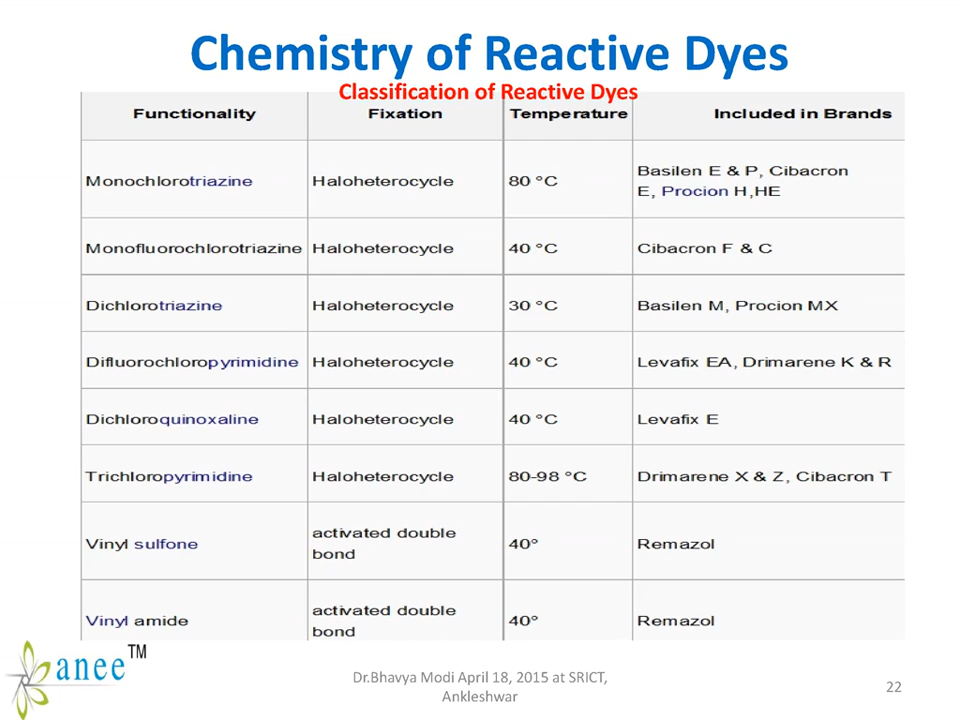 Chemistry of Reactive Dyes
Classification of Reactive Dyes
Functionality Fixation Temperature Included in Brands
Monochlorotriazine Haloheterocycle 80 °C Basilen E & P, Cibacron
E, Procion H,HE
Monofluorochlorotriazine Haloheterocycle 40 °C Cibacron F & C
Dichlorotriazine Haloheterocycle 30 °C Basilen M, Procion MX
Difluorochloropyrimidine Haloheterocycle 40 °C Levafix EA, Drimarene K & R
Dichloroquinoxaline Haloheterocycle 40 °C Levafix E
Trichloropyrimidine Haloheterocycle 80-98 °C Drimarene X & Z, Cibacron T
Vinyl sulfone activated double
bond 40° Remazol
Vinyl amide activated double
bond 40° Remazol
anee TM
Dr.Bhavya Modi April 18, 2015 at SRICT,
Ankleshwar
22